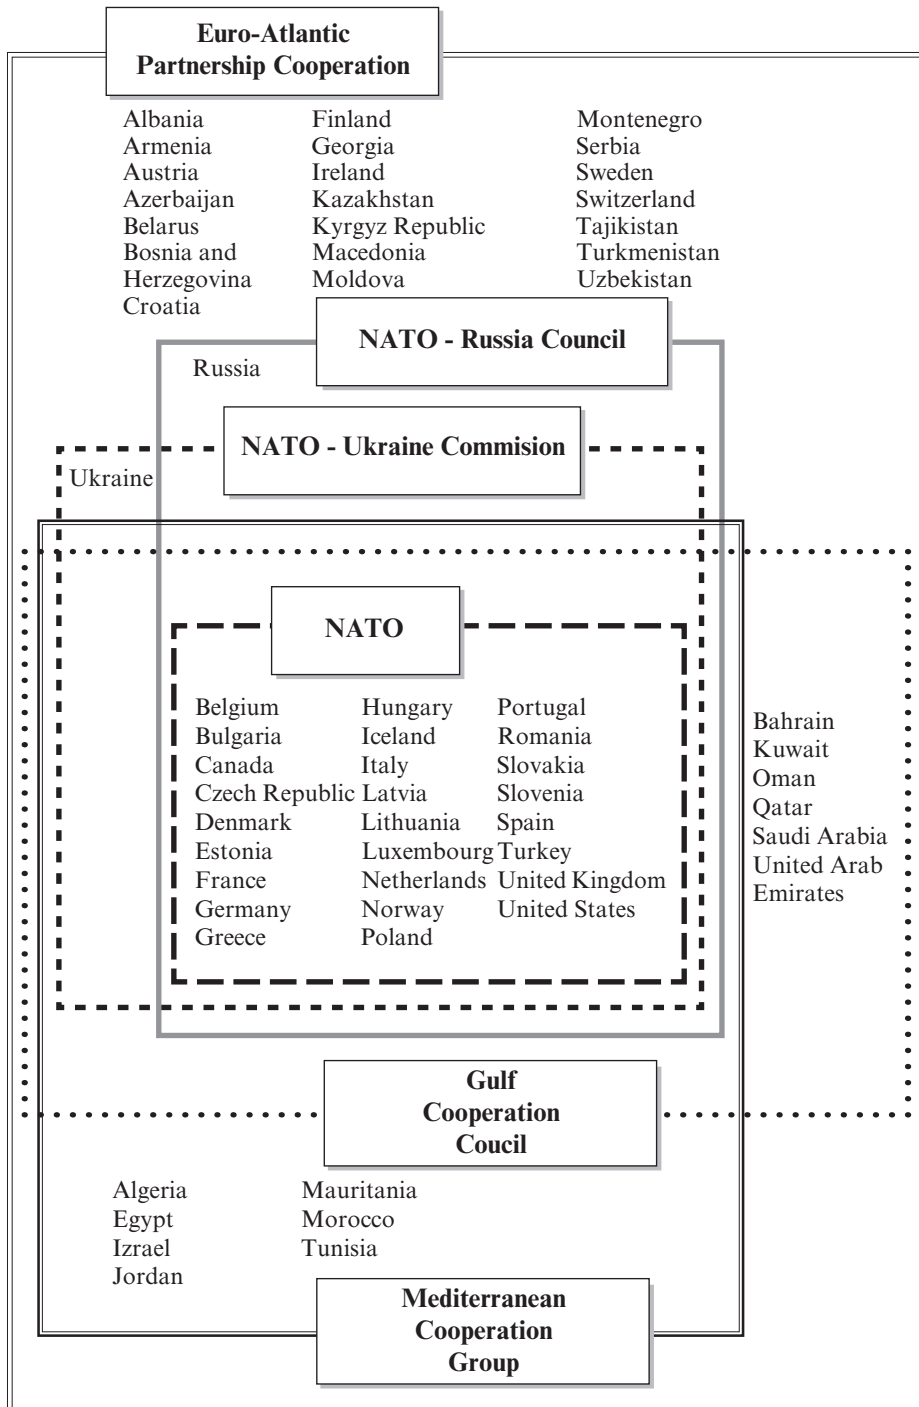 Euro-Atlantic
Partnership Cooperation
Albania
Armenia
Austria
Azerbaijan
Belarus
Bosnia and
Herzegovina
Croatia
Finland
Georgia
Ireland
Kazakhstan
Kyrgyz Republic
Macedonia
Moldova
Montenegro
Serbia
Sweden
Switzerland
Tajikistan
Turkmenistan
Uzbekistan
NATO - Russia Council
Russia
NATO - Ukraine Commision
Ukraine
NATO
Belgium
Bulgaria
Canada
Czech Republic
Denmark
Estonia
France
Germany
Greece
Hungary
Iceland
Italy
Latvia
Lithuania
Luxembourg
Netherlands
Norway
Poland
Portugal
Romania
Slovakia
Slovenia
Spain
Turkey
United Kingdom
United States
Bahrain
Kuwait
Oman
Qatar
Saudi Arabia
United Arab
Emirates
Gulf
Cooperation
Coucil
Algeria
Egypt
Izrael
Jordan
Mauritania
Morocco
Tunisia
Mediterranean
Cooperation
Group